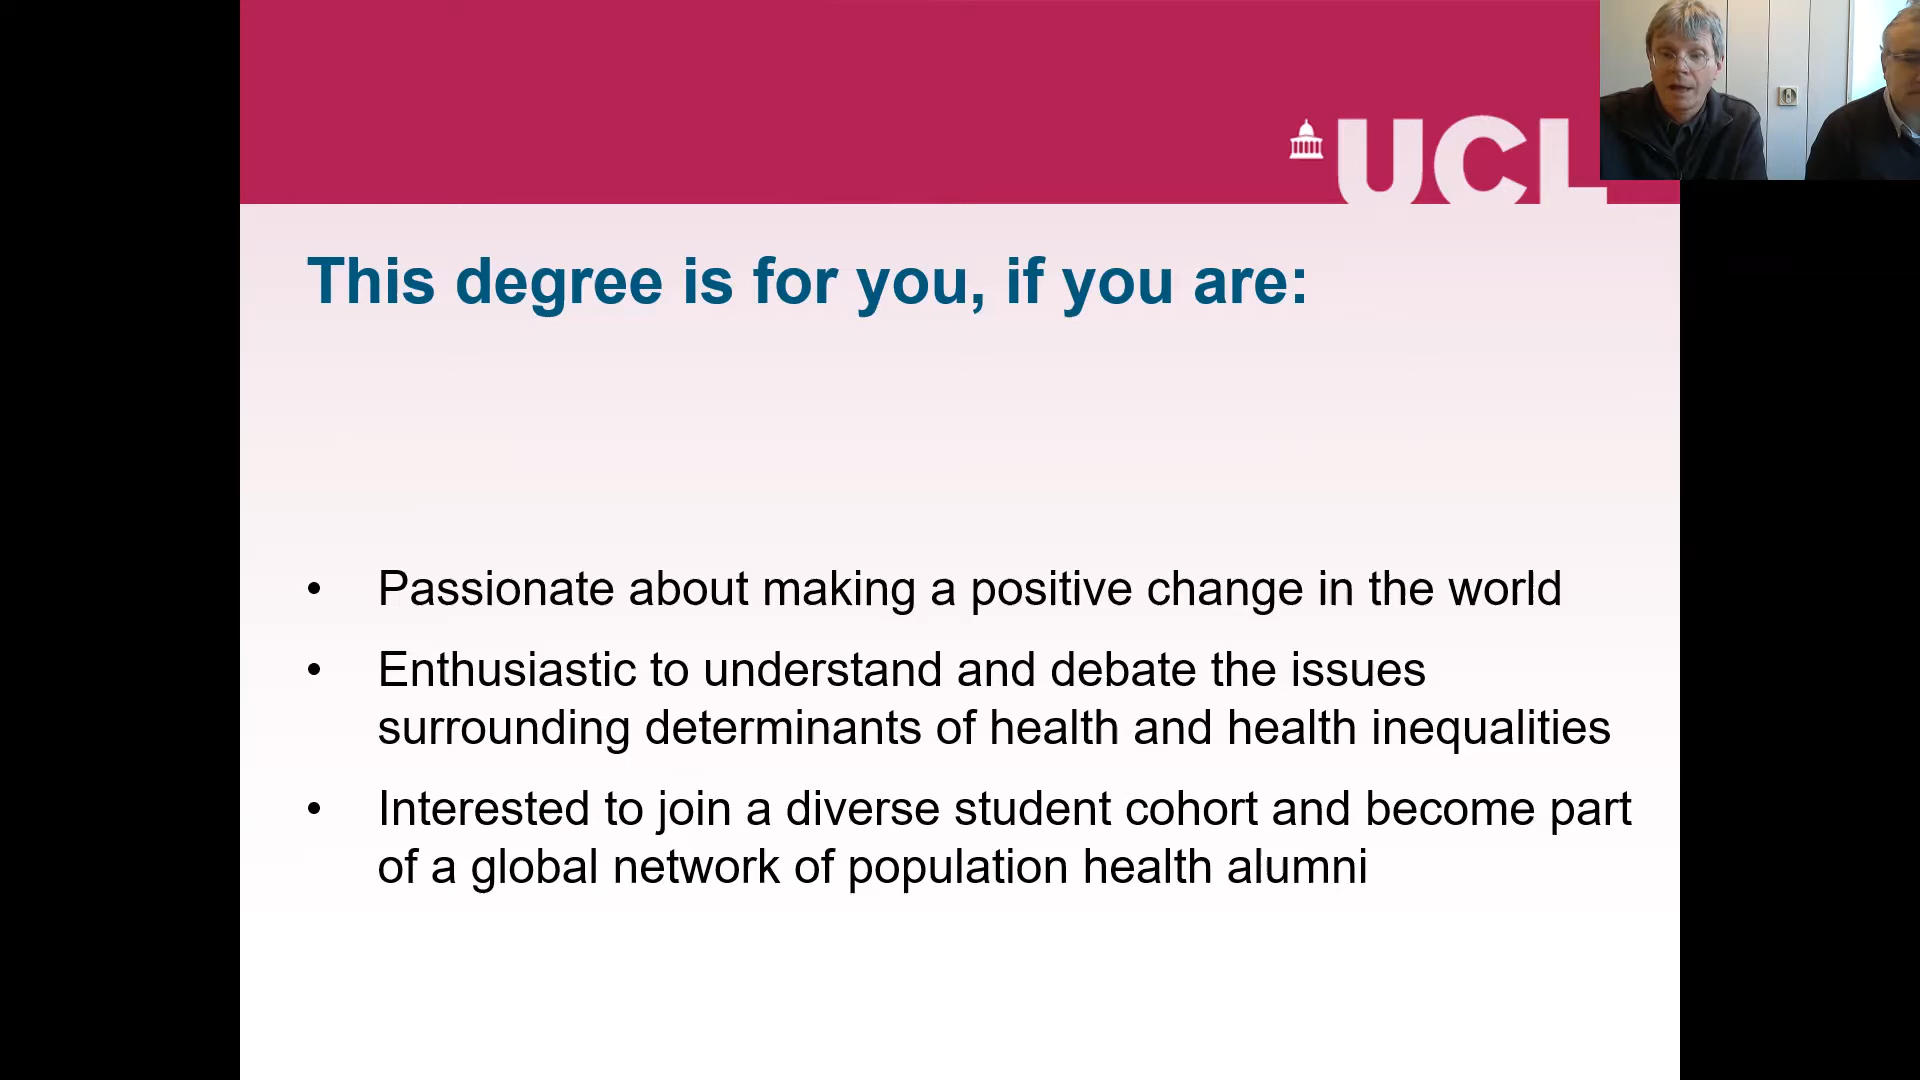 UCL
This degree is for you, if you are:
• Passionate about making a positive change in the world
• Enthusiastic to understand and debate the issues
surrounding determinants of health and health inequalities
• Interested to join a diverse student cohort and become part
of a global network of population health alumni